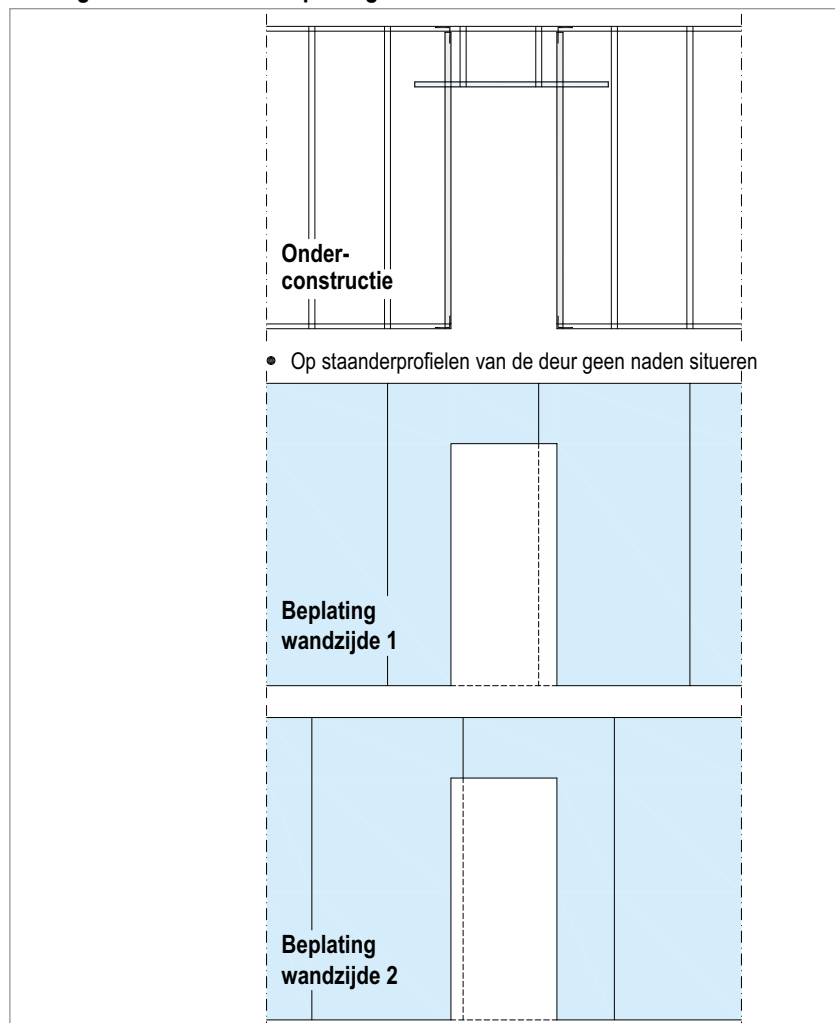 Onder-
constructie
• Op staanderprofielen van de deur geen naden situeren
Beplating
wandzijde 1
Beplating
wandzijde 2